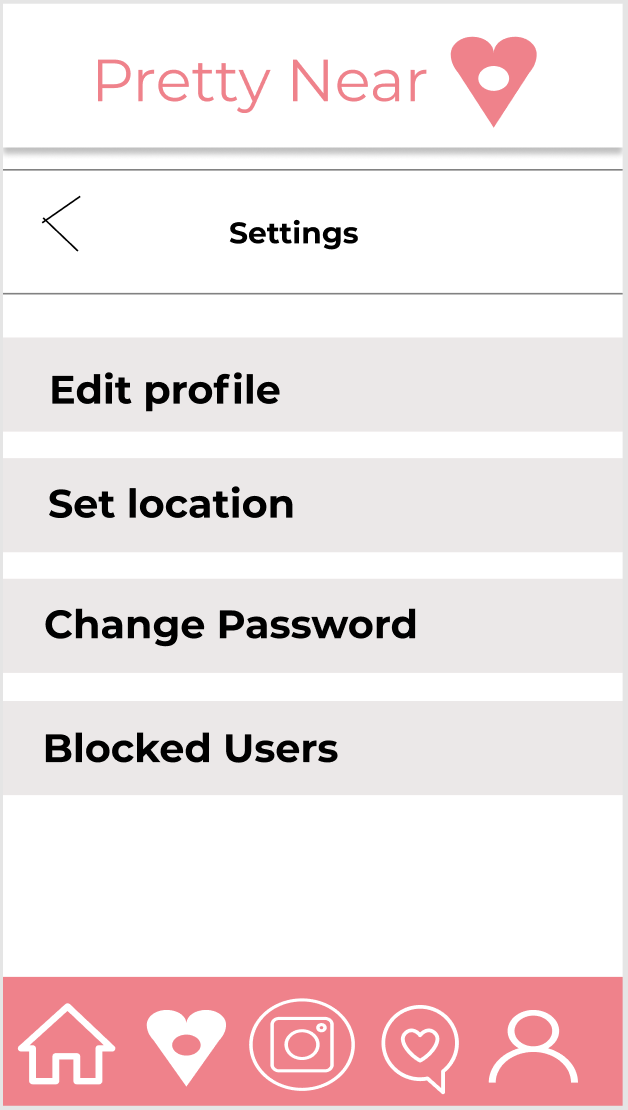 Pretty Near
Settings
Edit profile
Set location
Change Password
Blocked Users